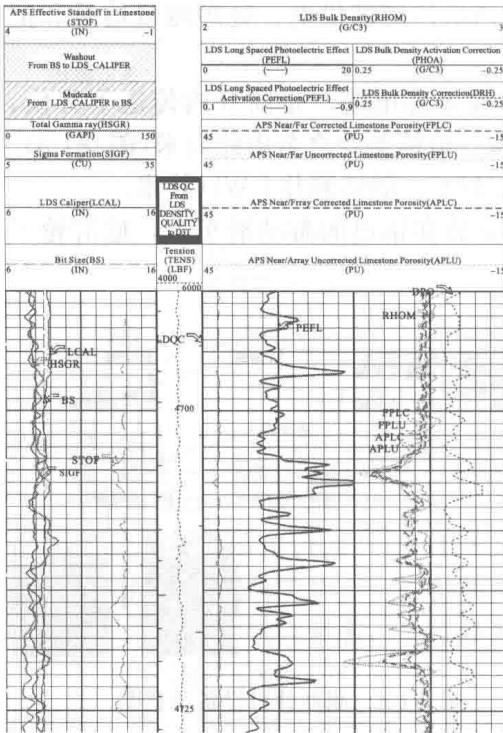 APS Effective Standoff in Limestone
(STOF)
4 (IN) -1
Washout
From BS to LDS_CALIPER
Mudcake
From LDS_CALIPER to BS
Total Gamma ray(HSGR)
0 (GAPI) 150
Sigma Formation(SIGF)
5 (CU) 35
LDS Caliper(LCAL)
6 (IN) 16
Bit Size(BS)
6 (IN) 16
LDS Q.C.
From
LDS
DENSITY
QUALITY
to D3T
Tension
(TENS)
(LBF)
4000 6000
LDS Bulk Density(RHOM)
2 (G/C3) 3
LDS Long Spaced Photoelectric Effect
(PEFL)
0 (——) 20
LDS Bulk Density Activation Correction
(PHOA)
0.25 (G/C3) -0.25
LDS Long Spaced Photoelectric Effect
Activation Correction(PEFL)
0.1 (——) -0.9
LDS Bulk Density Correction(DRH)
0.25 (G/C3) -0.25
APS Near/Far Corrected Limestone Porosity(FPLC)
45 (PU) -15
APS Near/Far Uncorrected Limestone Porosity(FPLU)
45 (PU) -15
APS Near/Frray Corrected Limestone Porosity(APLC)
45 (PU) -15
APS Near/Array Uncorrected Limestone Porosity(APLU)
45 (PU) -15
RHOM
PEFL
LDQC
LCAL
HSGR
BS
4700
FPLC
FPLU
APLC
APLU
STOP
SIGF
4725